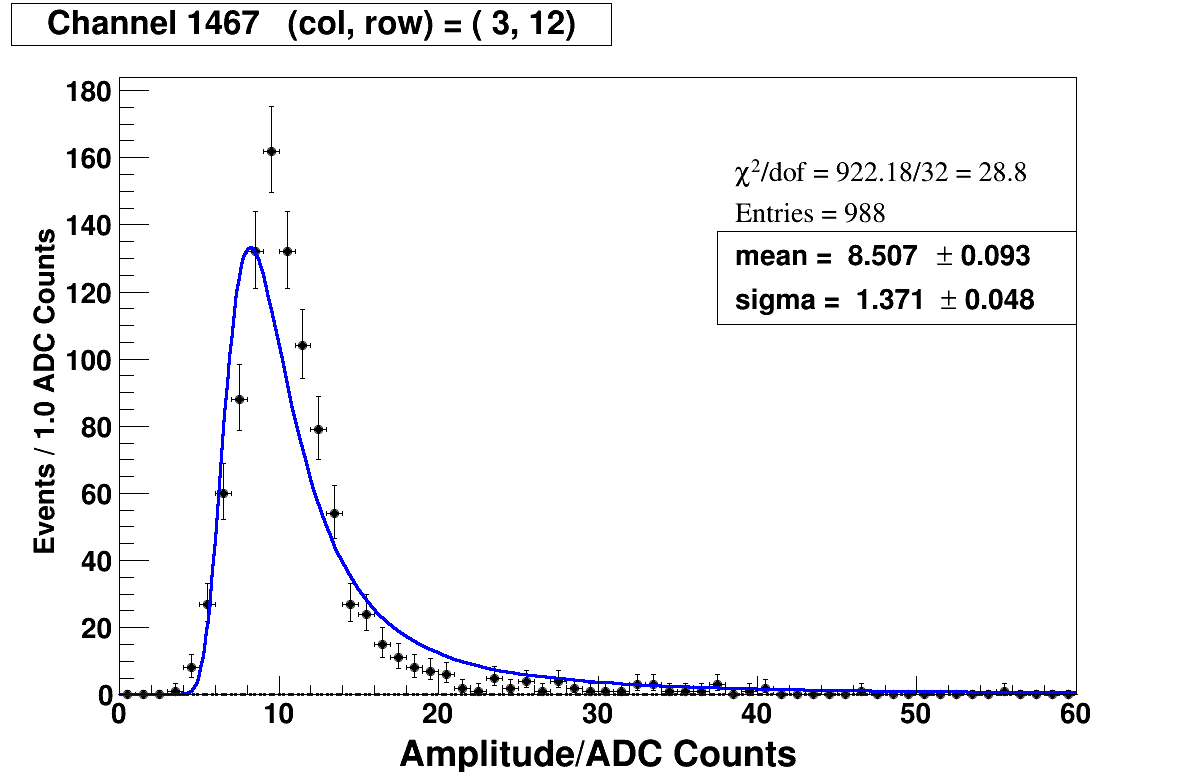 Channel 1467 (col, row) = ( 3, 12)
180
160
140
120
100
80
60
40
20
0
Events / 1.0 ADC Counts
χ²/dof = 922.18/32 = 28.8
Entries = 988
mean = 8.507 ± 0.093
sigma = 1.371 ± 0.048
0 10 20 30 40 50 60
Amplitude/ADC Counts